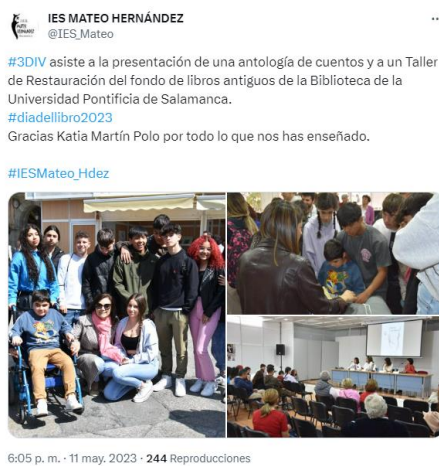 IES MATEO HERNÁNDEZ
@IES_Mateo
#3DIV asiste a la presentación de una antología de cuentos y a un Taller
de Restauración del fondo de libros antiguos de la Biblioteca de la
Universidad Pontificia de Salamanca.
#diadellibro2023
Gracias Katia Martín Polo por todo lo que nos has enseñado.
#IESMateo_Hdez
6:05 p. m. · 11 may. 2023 · 244 Reproducciones